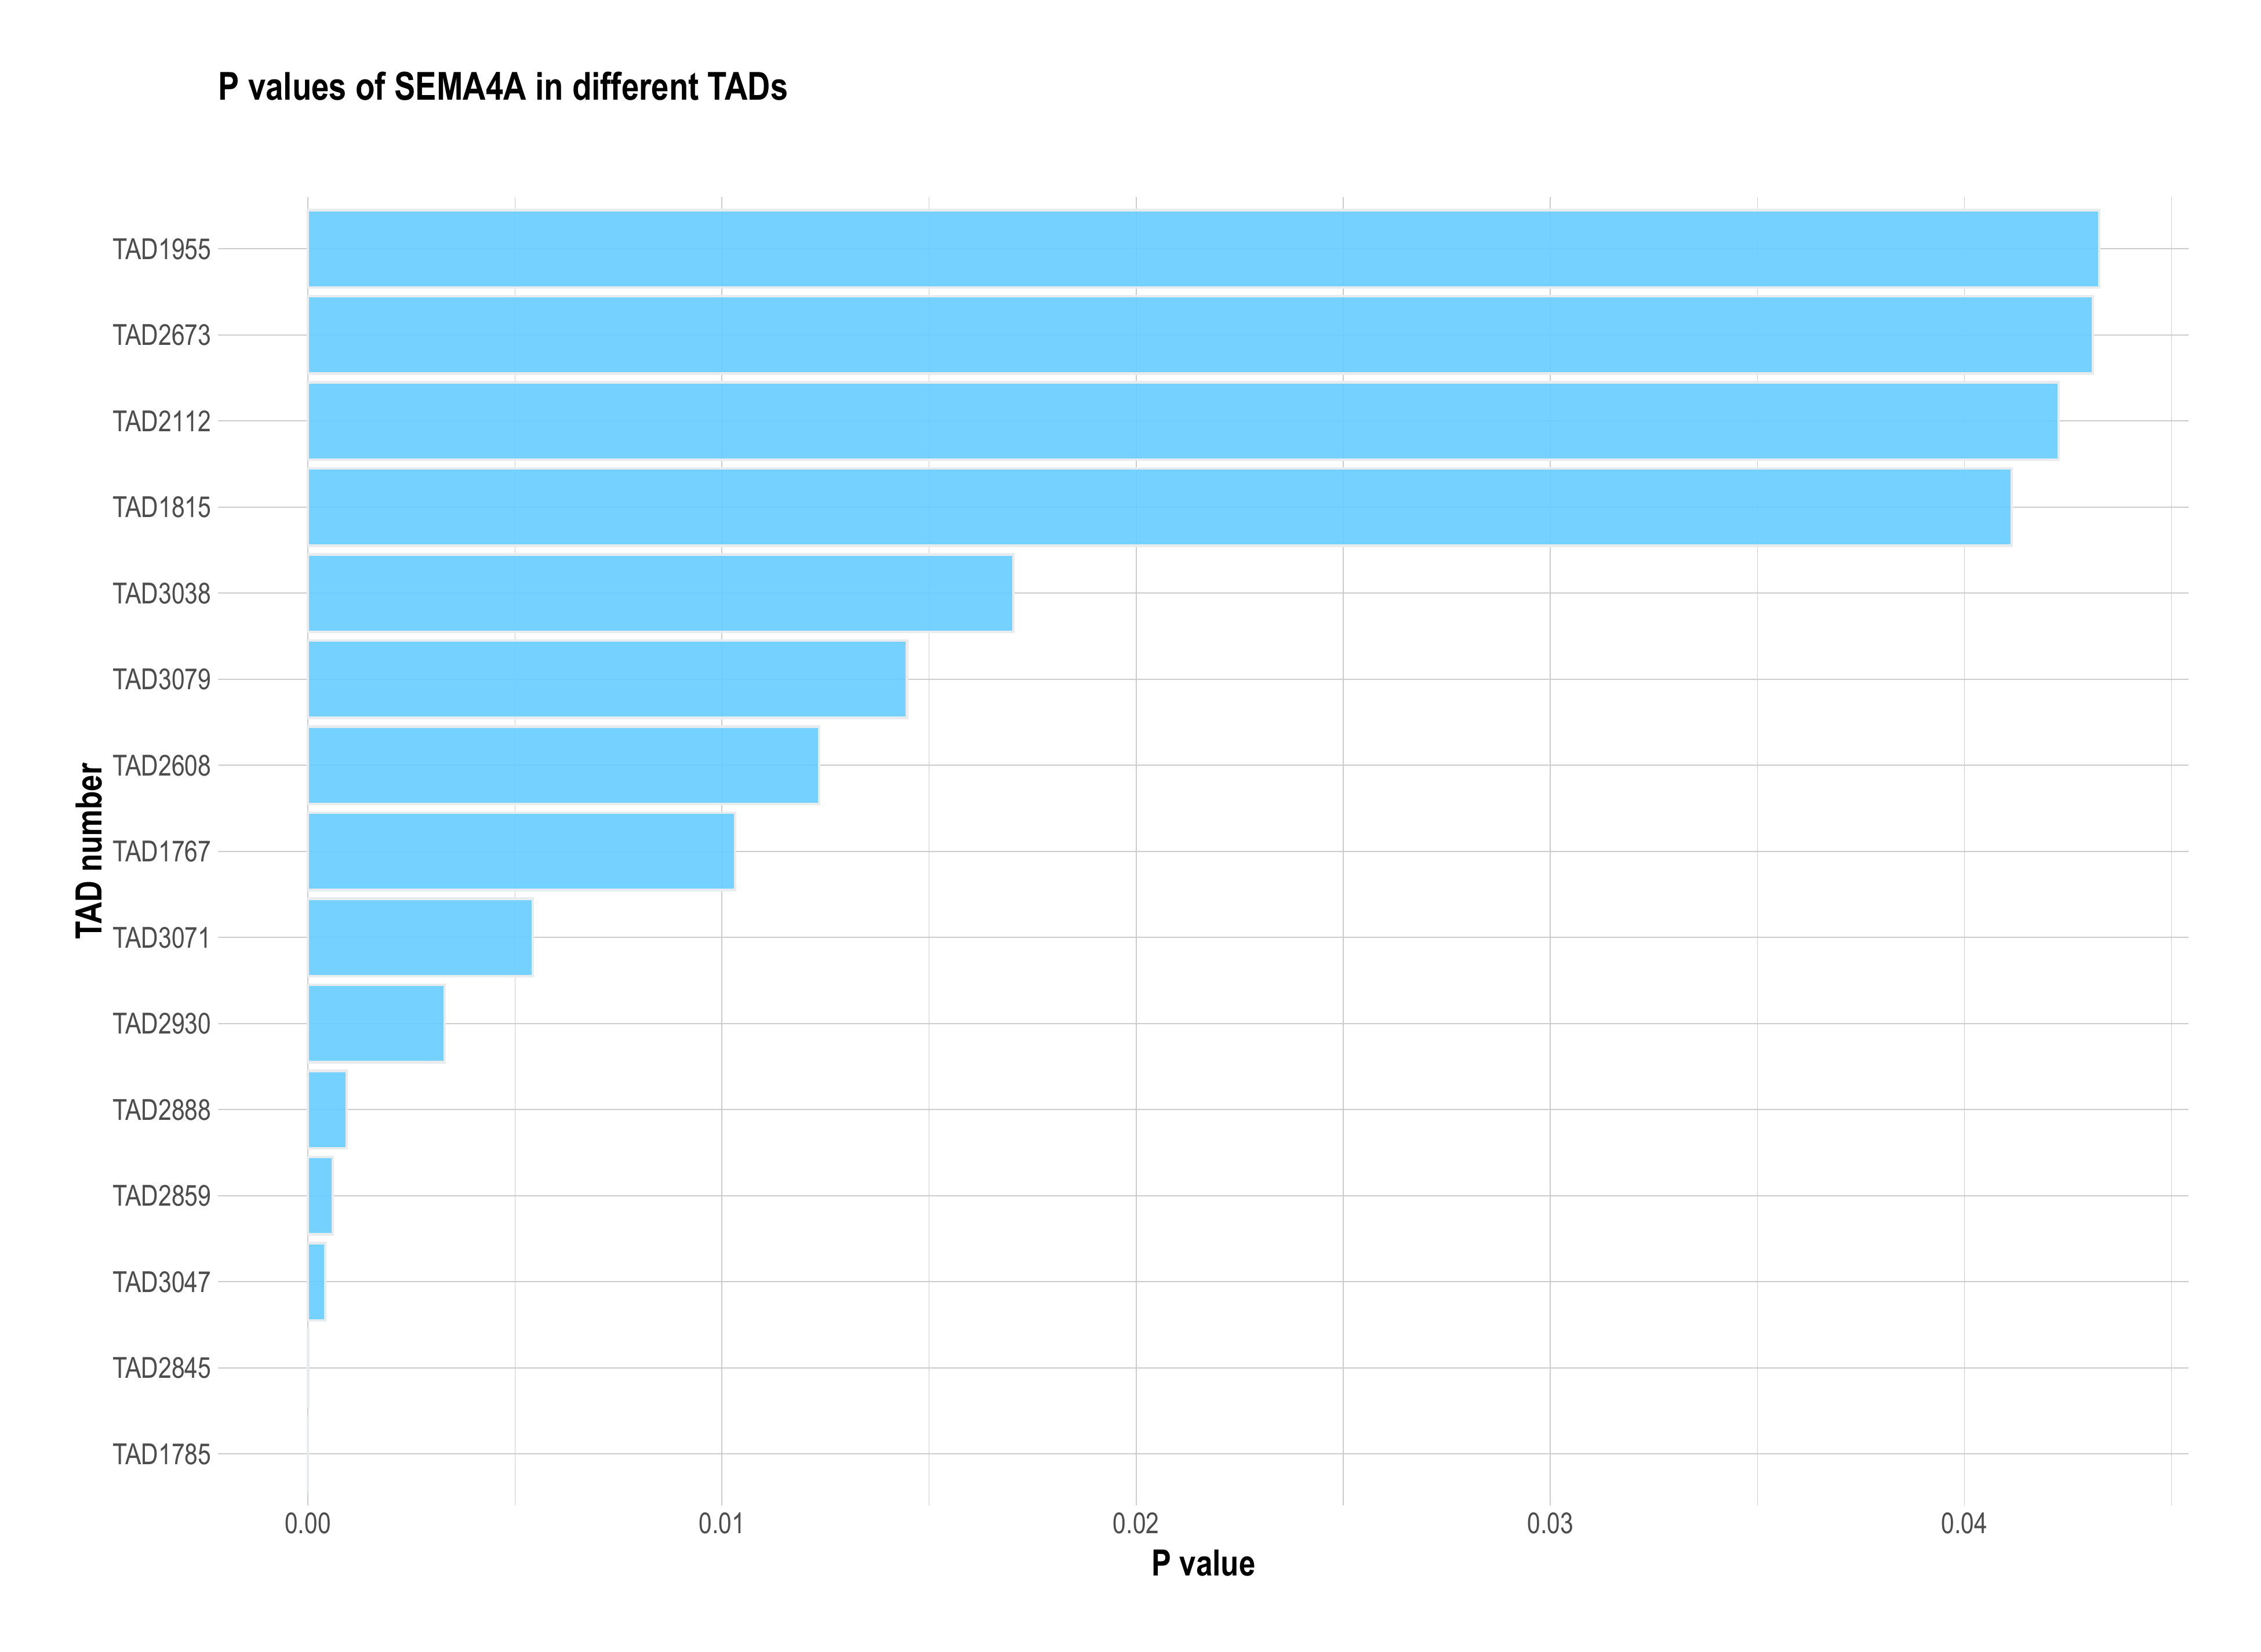 P values of SEMA4A in different TADs
TAD number
TAD1955
TAD2673
TAD2112
TAD1815
TAD3038
TAD3079
TAD2608
TAD1767
TAD3071
TAD2930
TAD2888
TAD2859
TAD3047
TAD2845
TAD1785
0.00 0.01 0.02 0.03 0.04
P value